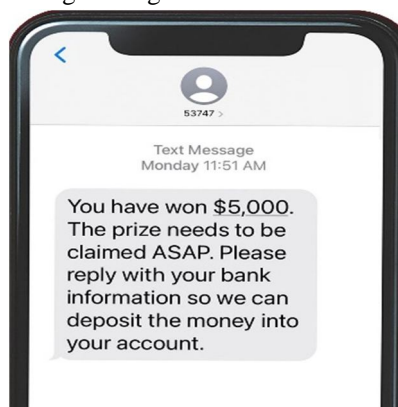 53747 >
Text Message
Monday 11:51 AM
You have won $5,000.
The prize needs to be
claimed ASAP. Please
reply with your bank
information so we can
deposit the money into
your account.